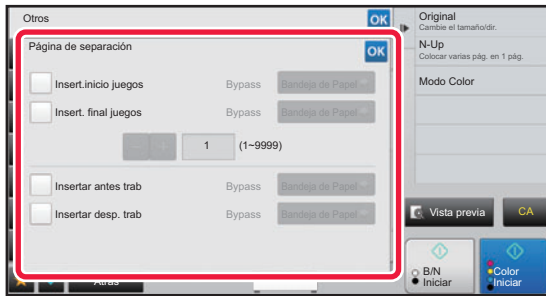 Otros
OK
Página de separación
OK
Insert.inicio juegos
Bypass
Bandeja de Papel
Insert. final juegos
Bypass
Bandeja de Papel
1
(1~9999)
Insertar antes trab
Bypass
Bandeja de Papel
Insertar desp. trab
Bypass
Bandeja de Papel
Atrás
Original
Cambie el tamaño/dir.
N-Up
Colocar varias pág. en 1 pág.
Modo Color
Vista previa
CA
B/N
Iniciar
Color
Iniciar